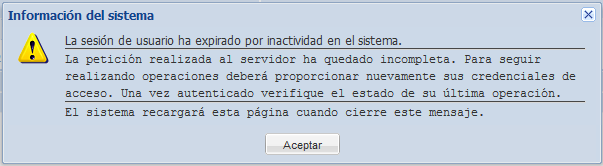 Información del sistema
La sesión de usuario ha expirado por inactividad en el sistema.
La petición realizada al servidor ha quedado incompleta. Para seguir
realizando operaciones deberá proporcionar nuevamente sus credenciales de
acceso. Una vez autenticado verifique el estado de su última operación.
El sistema recargará esta página cuando cierre este mensaje.
Aceptar